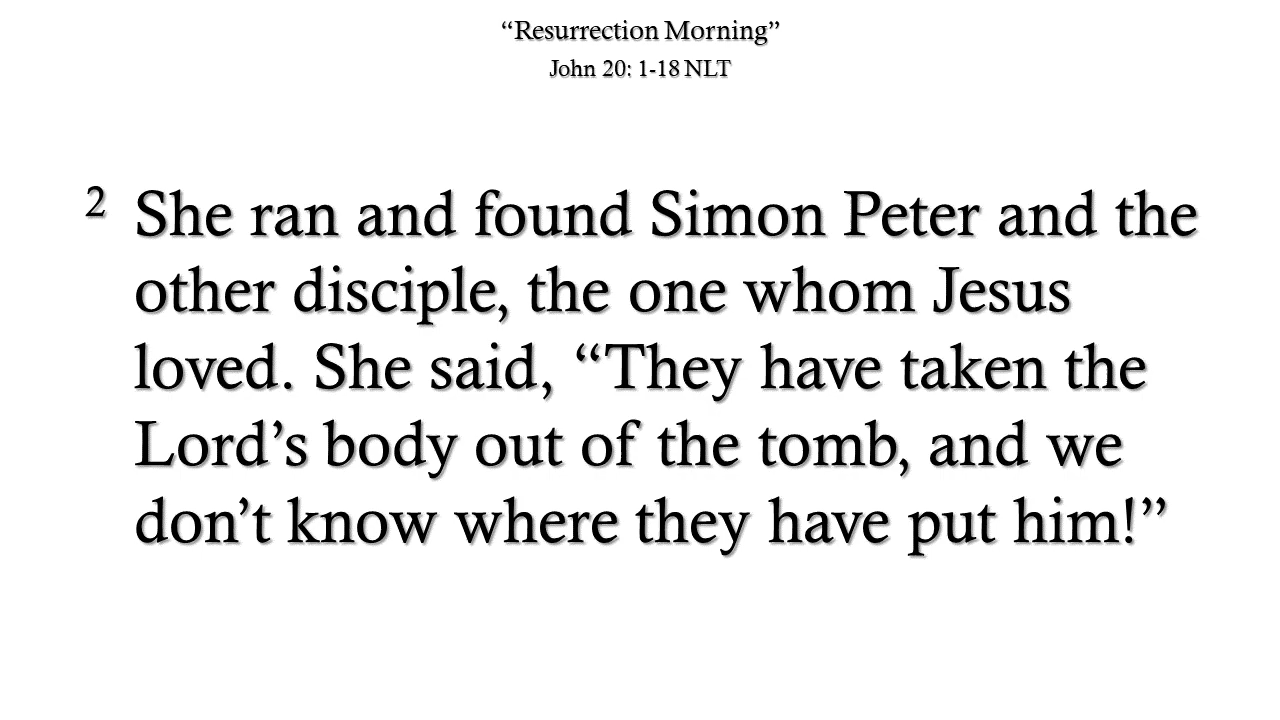 “Resurrection Morning”
John 20: 1-18 NLT
2 She ran and found Simon Peter and the
other disciple, the one whom Jesus
loved. She said, “They have taken the
Lord’s body out of the tomb, and we
don’t know where they have put him!”